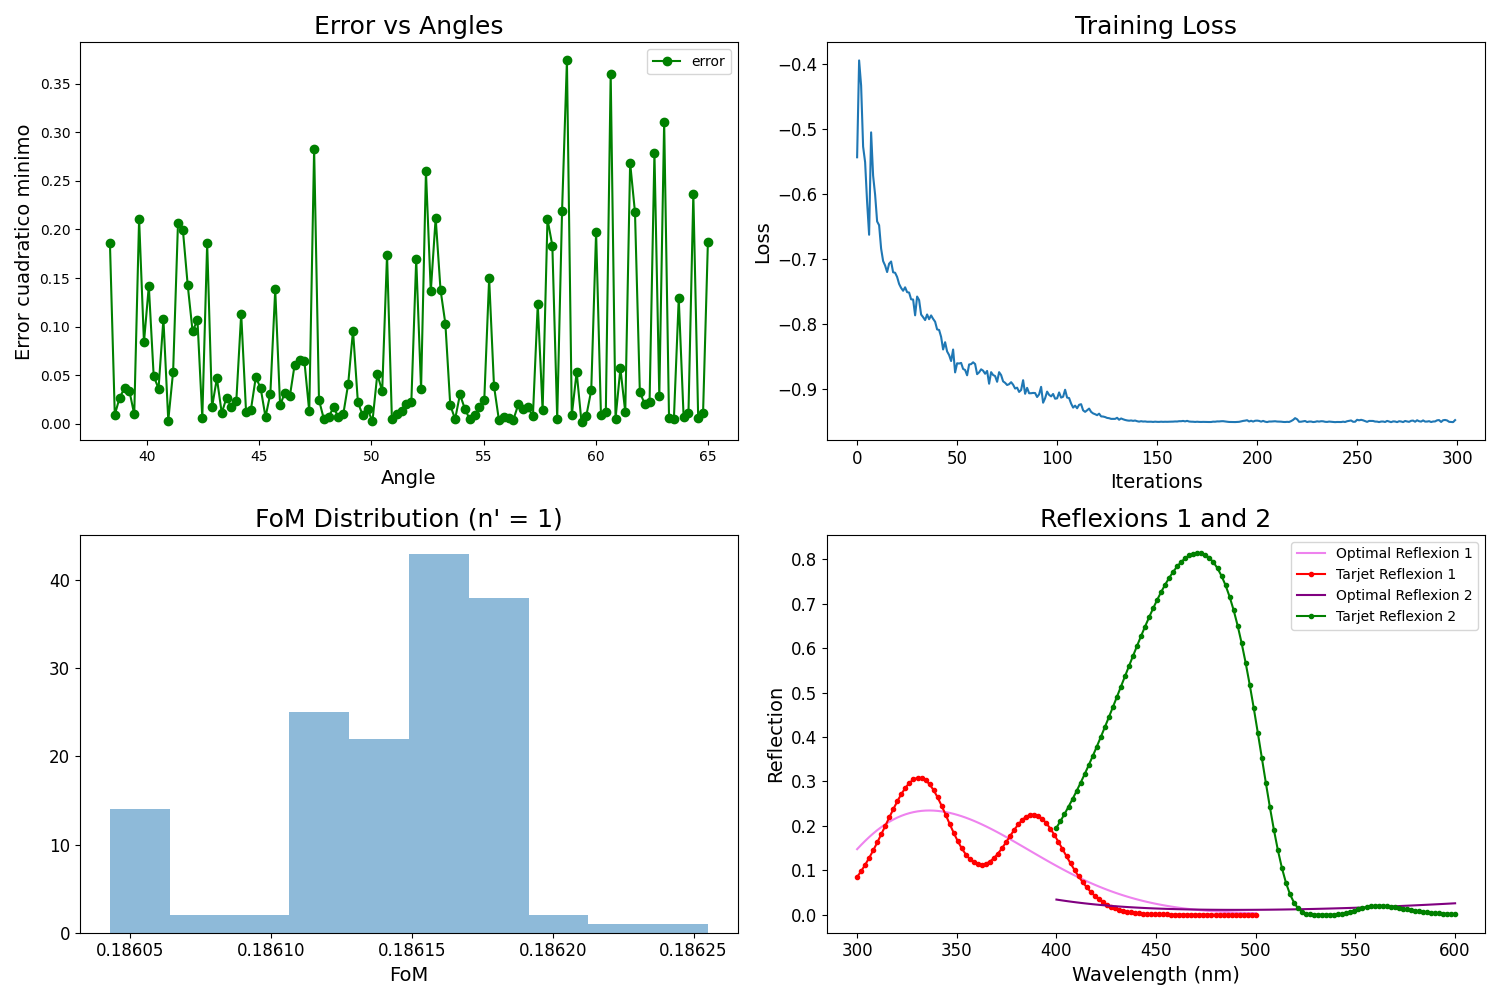 Error vs Angles
error
0.35
0.30
0.25
0.20
0.15
0.10
0.05
0.00
Error cuadratico minimo
40 45 50 55 60 65
Angle
Training Loss
−0.4
−0.5
−0.6
−0.7
−0.8
−0.9
Loss
0 50 100 150 200 250 300
Iterations
FoM Distribution (n' = 1)
40
30
20
10
0
0.18605 0.18610 0.18615 0.18620 0.18625
FoM
Reflexions 1 and 2
Optimal Reflexion 1
Tarjet Reflexion 1
Optimal Reflexion 2
Tarjet Reflexion 2
0.8
0.7
0.6
0.5
0.4
0.3
0.2
0.1
0.0
Reflection
300 350 400 450 500 550 600
Wavelength (nm)